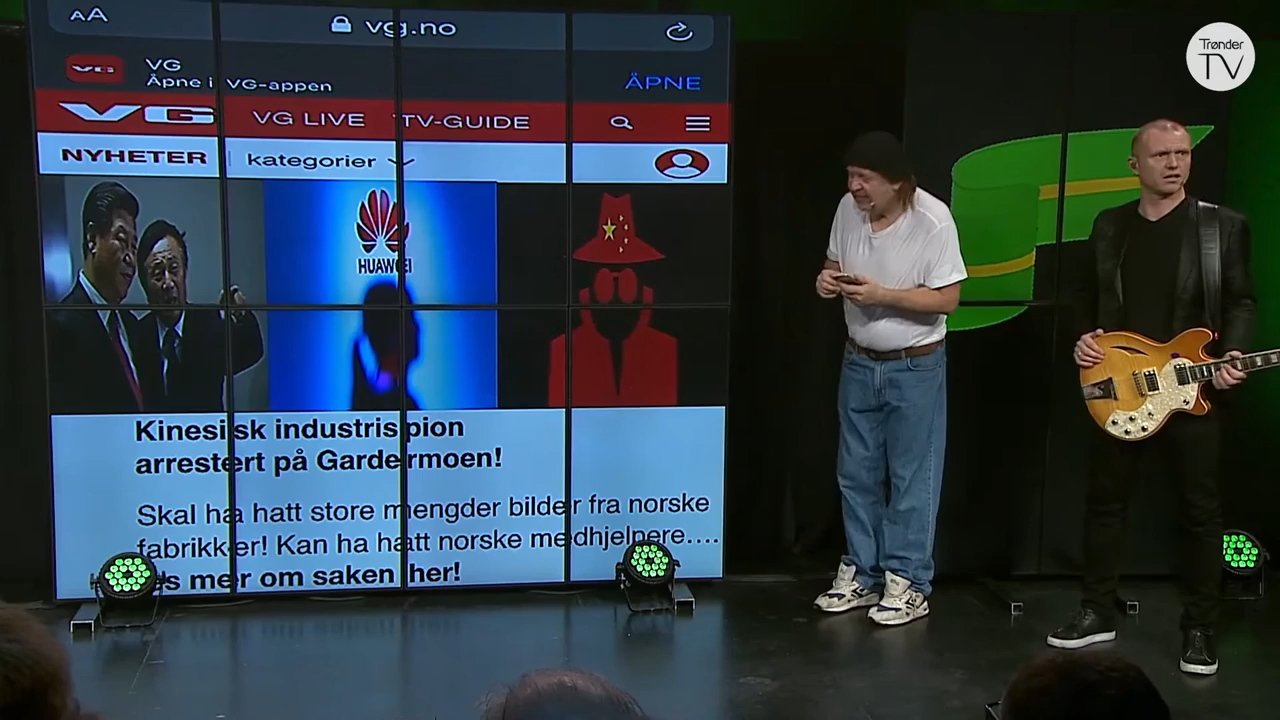 AA
vg.no
VG
Åpne i VG-appen
ÅPNE
VG
VG
VG LIVE
TV-GUIDE
NYHETER
kategorier
HUAWEI
Kinesisk industrispion
arrestert på Gardermoen!
Skal ha hatt store mengder bilder fra norske
fabrikker! Kan ha hatt norske medhjelpere....
es mer om saken her!
Trønder
TV